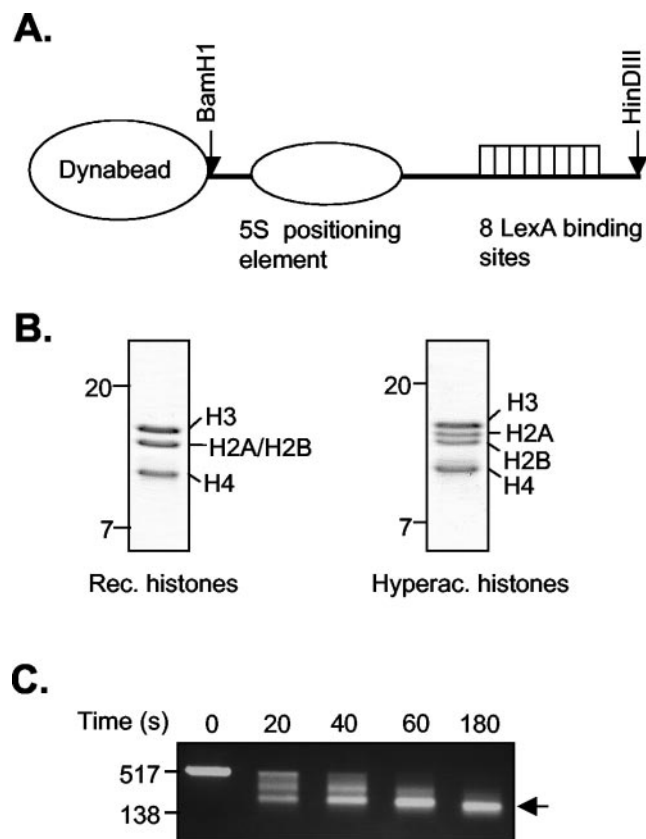 A.
BamH1
HinDIII
Dynabead
5S positioning
element
8 LexA binding
sites
B.
20
H3
H2A/H2B
H4
7
Rec. histones
20
H3
H2A
H2B
H4
7
Hyperac. histones
C.
Time (s) 0 20 40 60 180
517
138